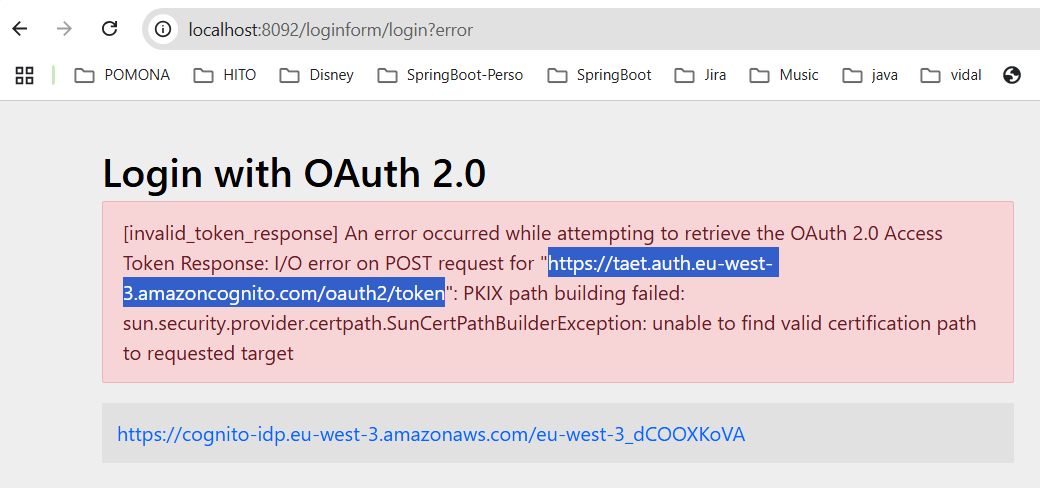 localhost:8092/loginform/login?error
POMONA HITO Disney SpringBoot-Perso SpringBoot Jira Music java vidal
Login with OAuth 2.0
[invalid_token_response] An error occurred while attempting to retrieve the OAuth 2.0 Access
Token Response: I/O error on POST request for "https://taet.auth.eu-west-
3.amazoncognito.com/oauth2/token": PKIX path building failed:
sun.security.provider.certpath.SunCertPathBuilderException: unable to find valid certification path
to requested target
https://cognito-idp.eu-west-3.amazonaws.com/eu-west-3_dCOOXKoVA